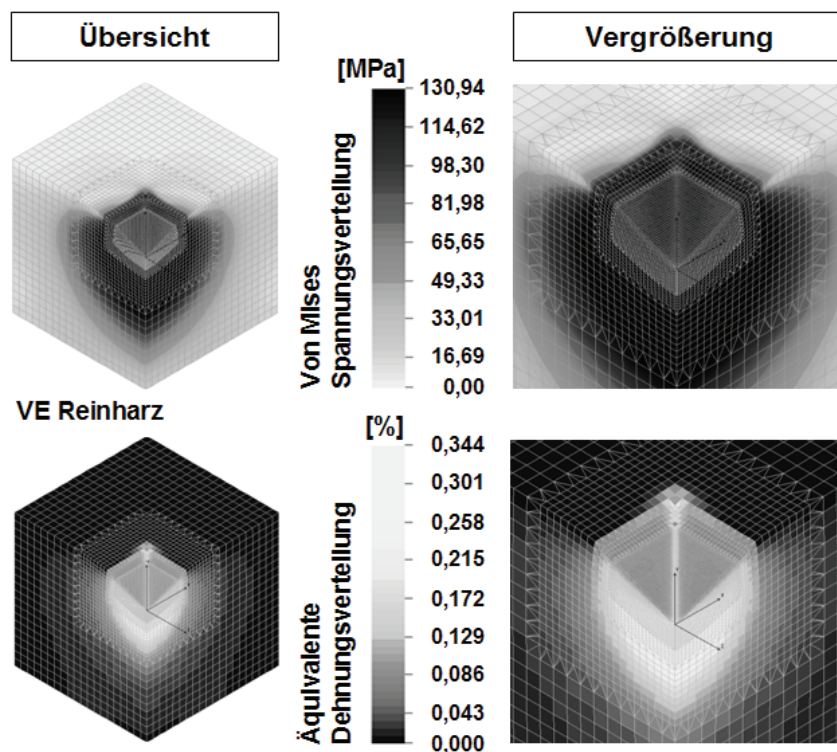 Übersicht
Vergrößerung
[MPa]
Von Mises
Spannungsverteilung
130,94
114,62
98,30
81,98
65,65
49,33
33,01
16,69
0,00
VE Reinharz
[%]
Äquivalente
Dehnungsverteilung
0,344
0,301
0,258
0,215
0,172
0,129
0,086
0,043
0,000